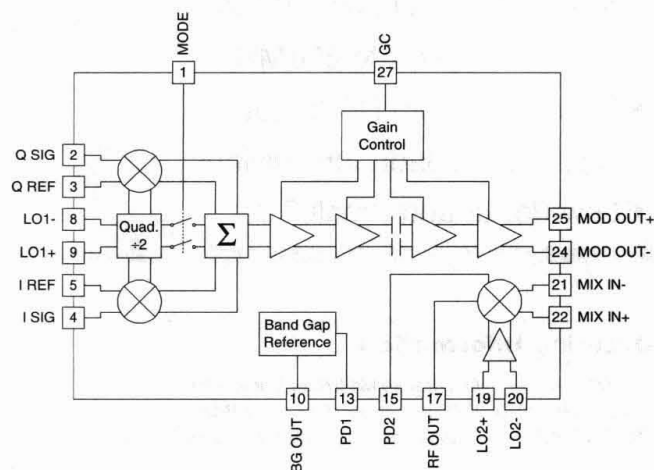 MODE
GC
1
27
Gain
Control
Q SIG 2
Q REF 3
LO1- 8
LO1+ 9
I REF 5
I SIG 4
Quad.
÷2
Σ
25 MOD OUT+
24 MOD OUT-
21 MIX IN-
22 MIX IN+
Band Gap
Reference
10
13
15
17
19
20
BG OUT
PD1
PD2
RF OUT
LO2+
LO2-